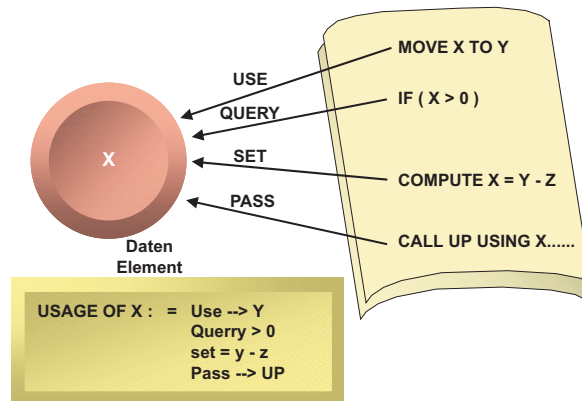 MOVE X TO Y
USE
IF ( X > 0 )
QUERY
X
SET
COMPUTE X = Y - Z
PASS
CALL UP USING X......
Daten
Element
USAGE OF X : = Use --> Y
Querry > 0
set = y - z
Pass --> UP